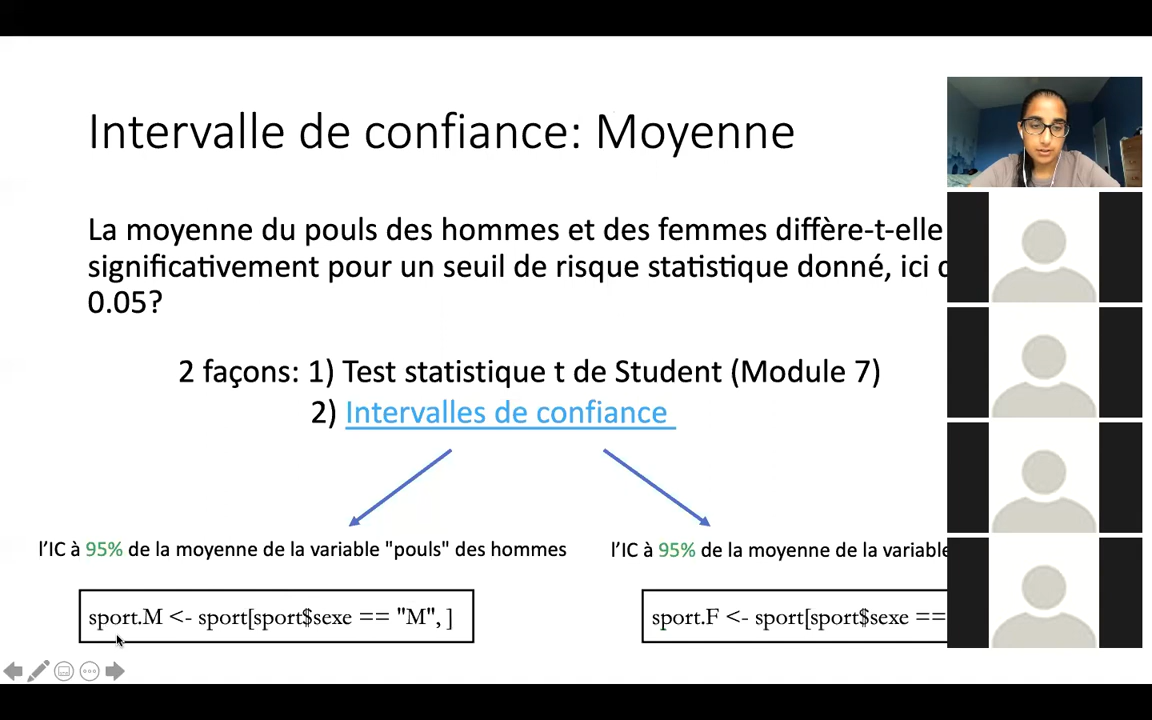 Intervalle de confiance: Moyenne
La moyenne du pouls des hommes et des femmes diffère-t-elle
significativement pour un seuil de risque statistique donné, ici
0.05?
2 façons: 1) Test statistique t de Student (Module 7)
2) Intervalles de confiance
l'IC à 95% de la moyenne de la variable "pouls" des hommes
l'IC à 95% de la moyenne de la variable
sport.M <- sport[sport$sexe == "M", ]
sport.F <- sport[sport$sexe ==